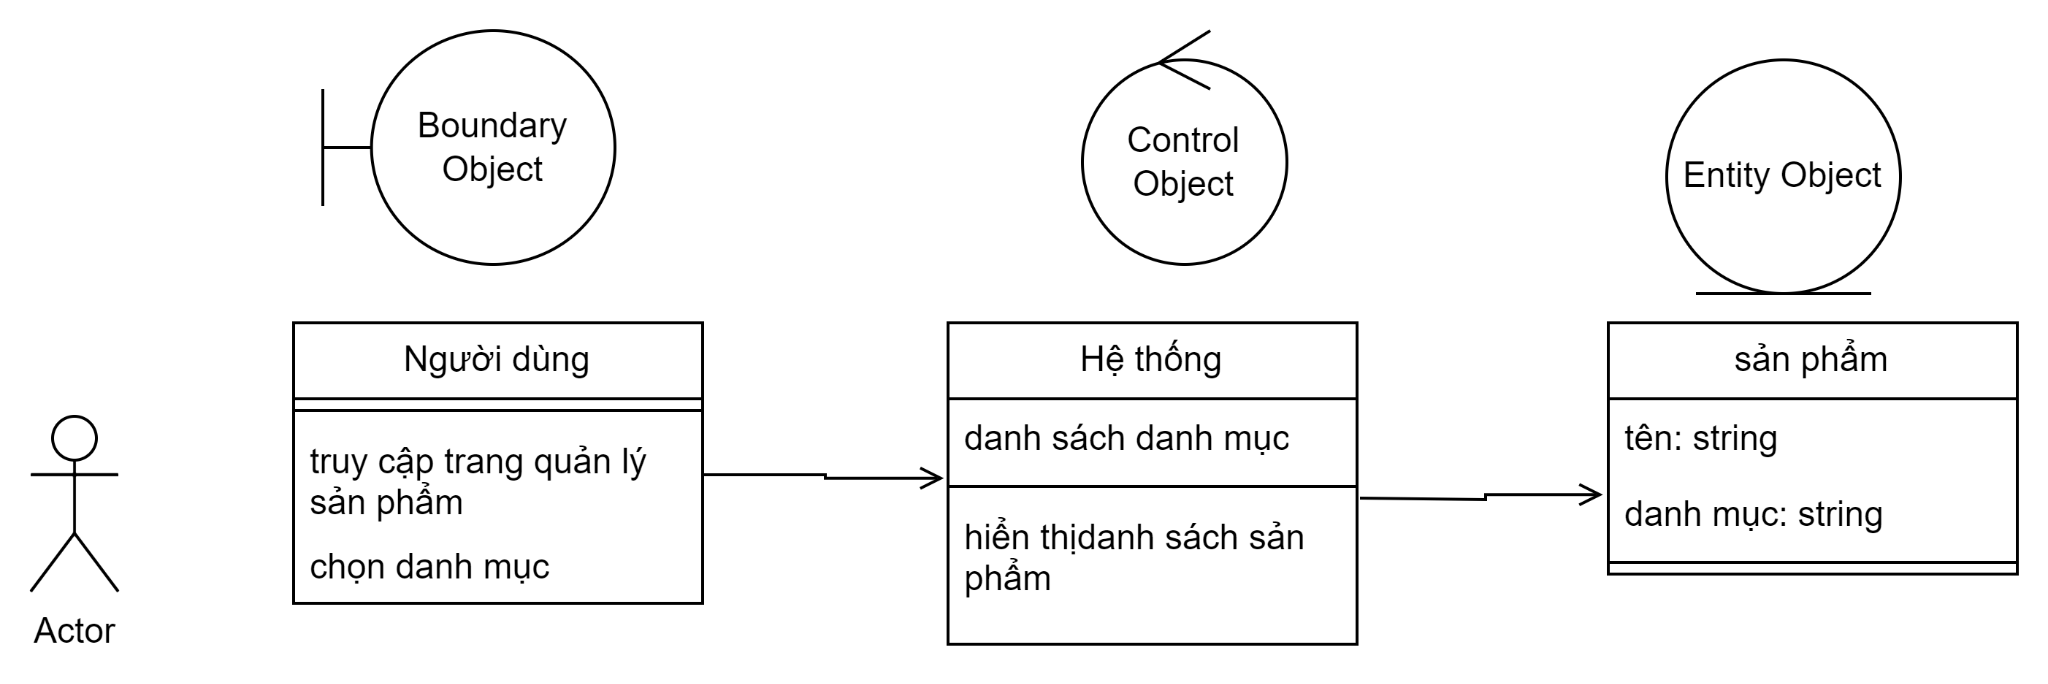 Boundary
Object
Control
Object
Entity Object
Người dùng
truy cập trang quản lý
sản phẩm
chọn danh mục
Hệ thống
danh sách danh mục
hiển thịdanh sách sản
phẩm
sản phẩm
tên: string
danh mục: string
Actor